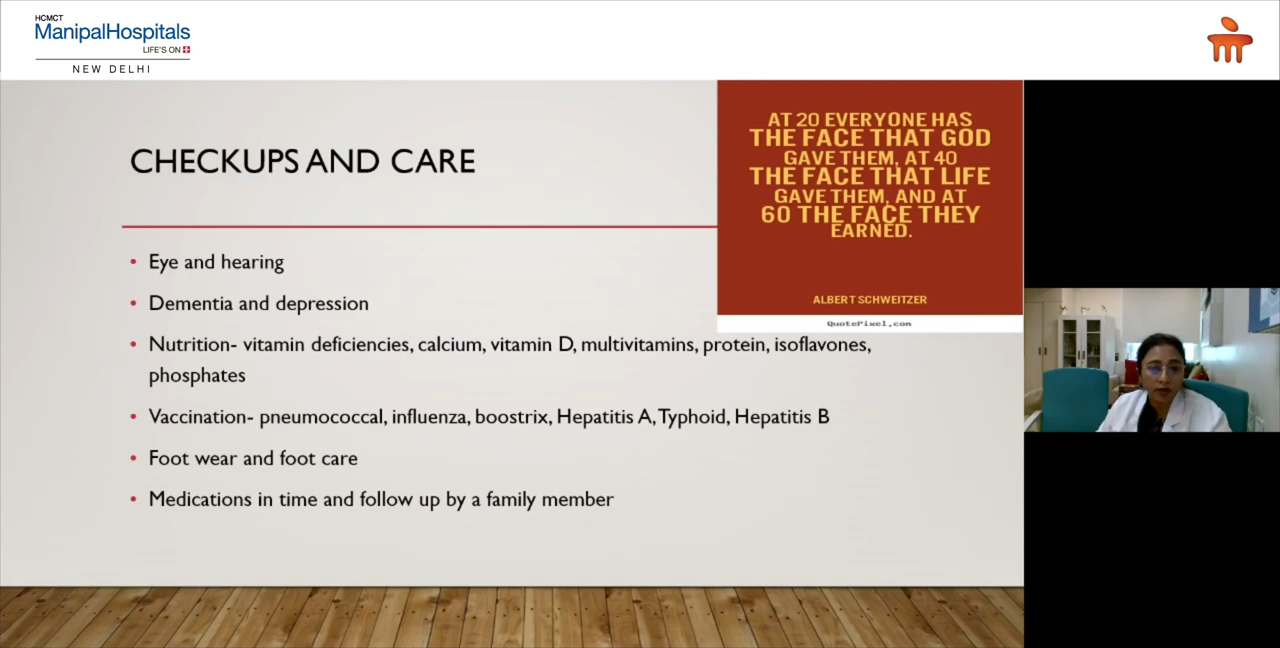 HCMCT
ManipalHospitals
LIFE'S ON
NEW DELHI
CHECKUPS AND CARE
AT 20 EVERYONE HAS
THE FACE THAT GOD
GAVE THEM, AT 40
THE FACE THAT LIFE
GAVE THEM, AND AT
60 THE FACE THEY
EARNED.
ALBERT SCHWEITZER
QuotePixel.com
• Eye and hearing
• Dementia and depression
• Nutrition- vitamin deficiencies, calcium, vitamin D, multivitamins, protein, isoflavones,
phosphates
• Vaccination- pneumococcal, influenza, boostrix, Hepatitis A, Typhoid, Hepatitis B
• Foot wear and foot care
• Medications in time and follow up by a family member